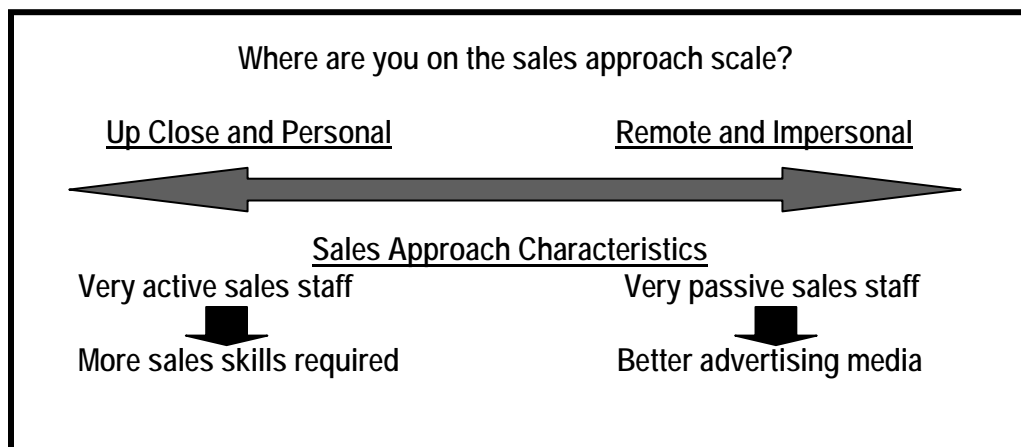 Where are you on the sales approach scale?
Up Close and Personal Remote and Impersonal
Sales Approach Characteristics
Very active sales staff Very passive sales staff
More sales skills required Better advertising media